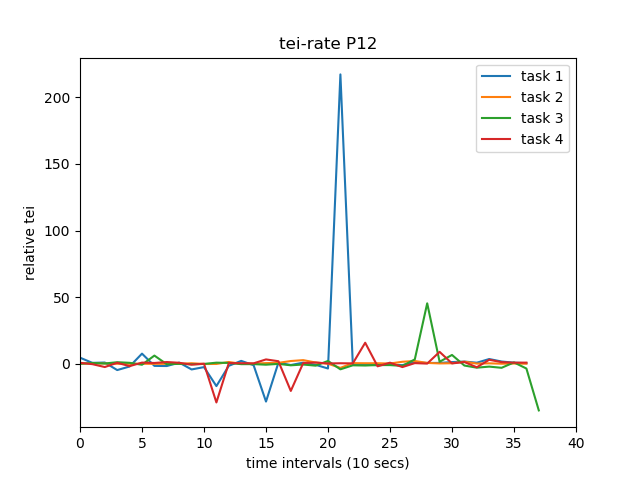 tei-rate P12
task 1
task 2
task 3
task 4
200
150
100
50
0
relative tei
0 5 10 15 20 25 30 35 40
time intervals (10 secs)